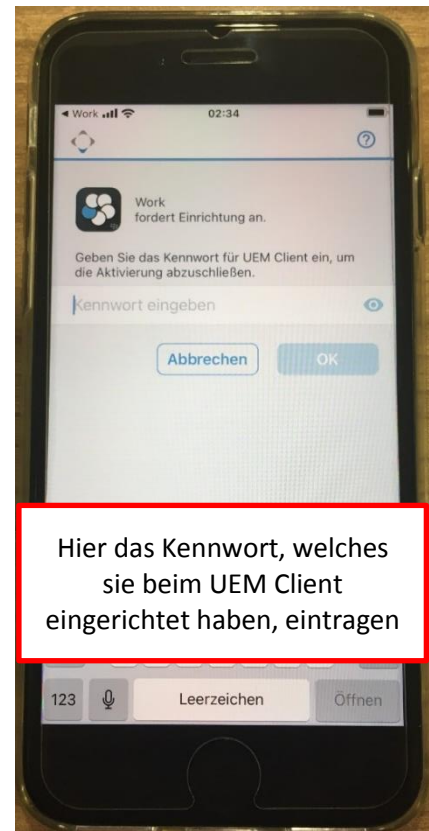 ◄ Work
02:34
Work
fordert Einrichtung an.
Geben Sie das Kennwort für UEM Client ein, um
die Aktivierung abzuschließen.
Kennwort eingeben
Abbrechen
OK
Hier das Kennwort, welches
sie beim UEM Client
eingerichtet haben, eintragen
123
Leerzeichen
Öffnen